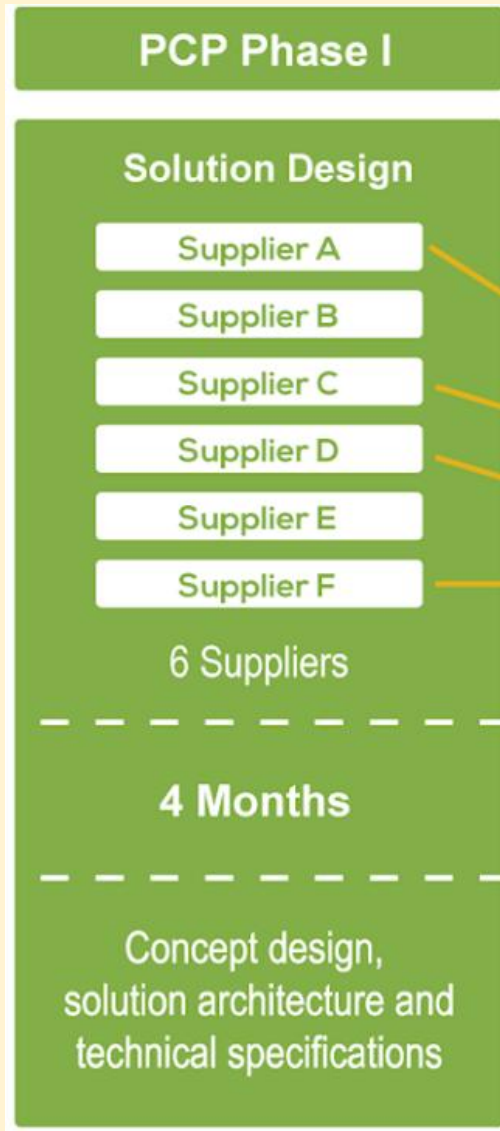 PCP Phase I
Solution Design
Supplier A
Supplier B
Supplier C
Supplier D
Supplier E
Supplier F
6 Suppliers
4 Months
Concept design,
solution architecture and
technical specifications